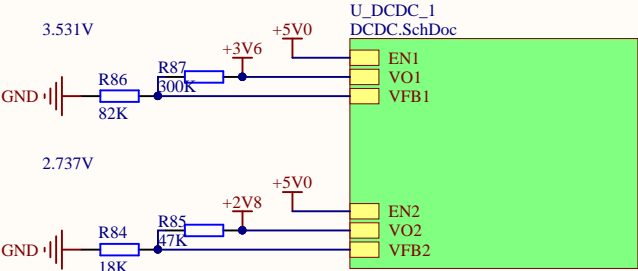 U_DCDC_1
DCDC.SchDoc
3.531V
+5V0
+3V6
EN1
R87
300K
VO1
R86
GND
82K
VFB1
2.737V
+5V0
+2V8
EN2
R85
47K
VO2
R84
GND
18K
VFB2